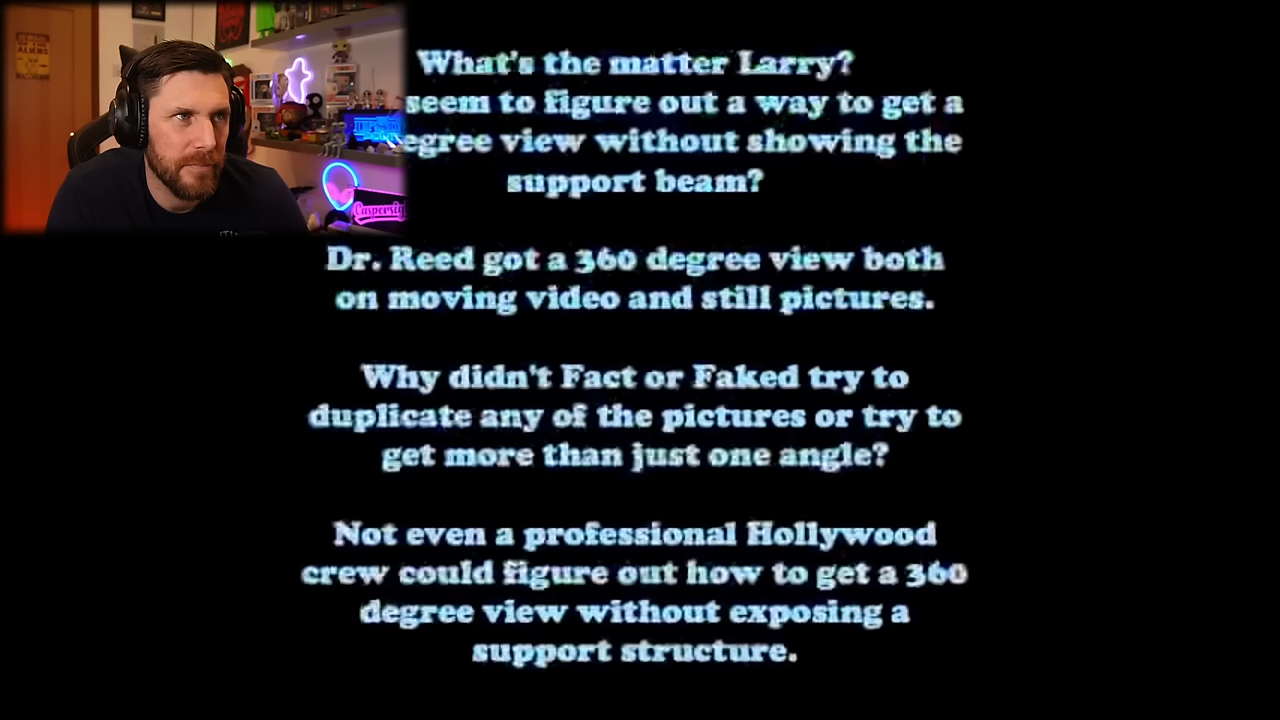 What's the matter Larry?
seem to figure out a way to get a
egree view without showing the
support beam?
Dr. Reed got a 360 degree view both
on moving video and still pictures.
Why didn't Fact or Faked try to
duplicate any of the pictures or try to
get more than just one angle?
Not even a professional Hollywood
crew could figure out how to get a 360
degree view without exposing a
support structure.
Caspersight